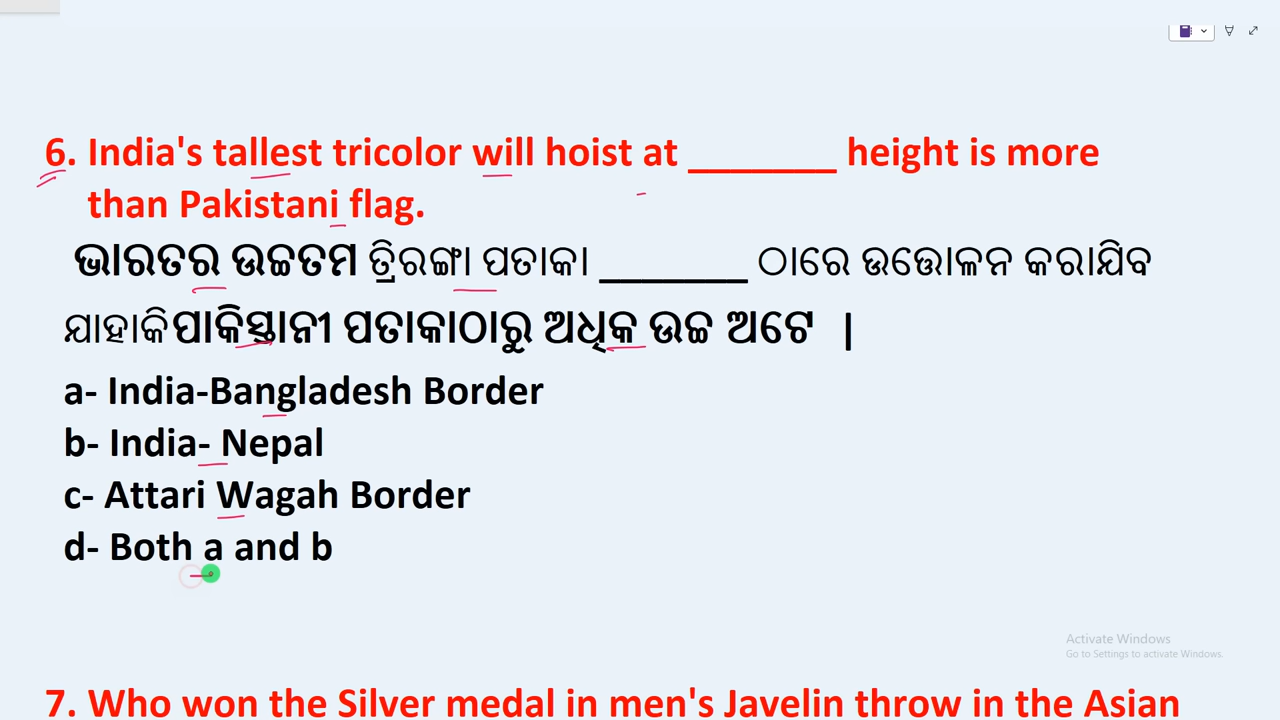 6. India's tallest tricolor will hoist at _______ height is more
than Pakistani flag.
ଭାରତର ଉଚ୍ଚତମ ତ୍ରିରଙ୍ଗା ପତାକା _______ ଠାରେ ଉତ୍ତୋଳନ କରାଯିବ
ଯାହାକି ପାକିସ୍ତାନୀ ପତାକାଠାରୁ ଅଧିକ ଉଚ୍ଚ ଅଟେ |
a- India-Bangladesh Border
b- India- Nepal
c- Attari Wagah Border
d- Both a and b
Activate Windows
Go to Settings to activate Windows.
7. Who won the Silver medal in men's Javelin throw in the Asian